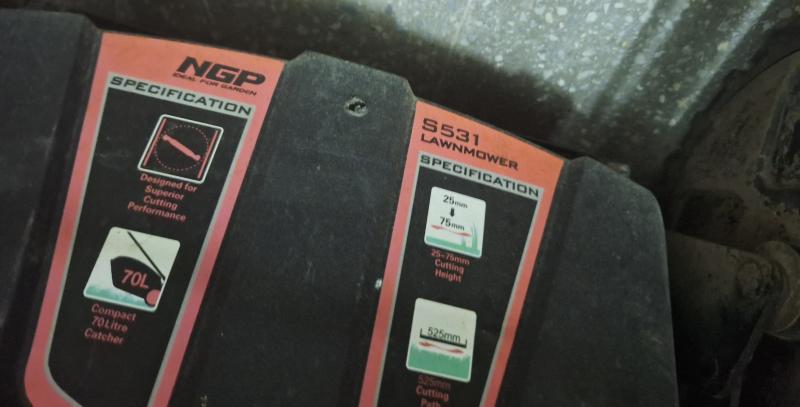 NGP
IDEAL FOR GARDEN
SPECIFICATION
Designed for
Superior
Cutting
Performance
70L
Compact
70Litre
Catcher
S531
LAWNMOWER
SPECIFICATION
25mm
75mm
25-75mm
Cutting
Height
525mm
525mm
Cutting
Path